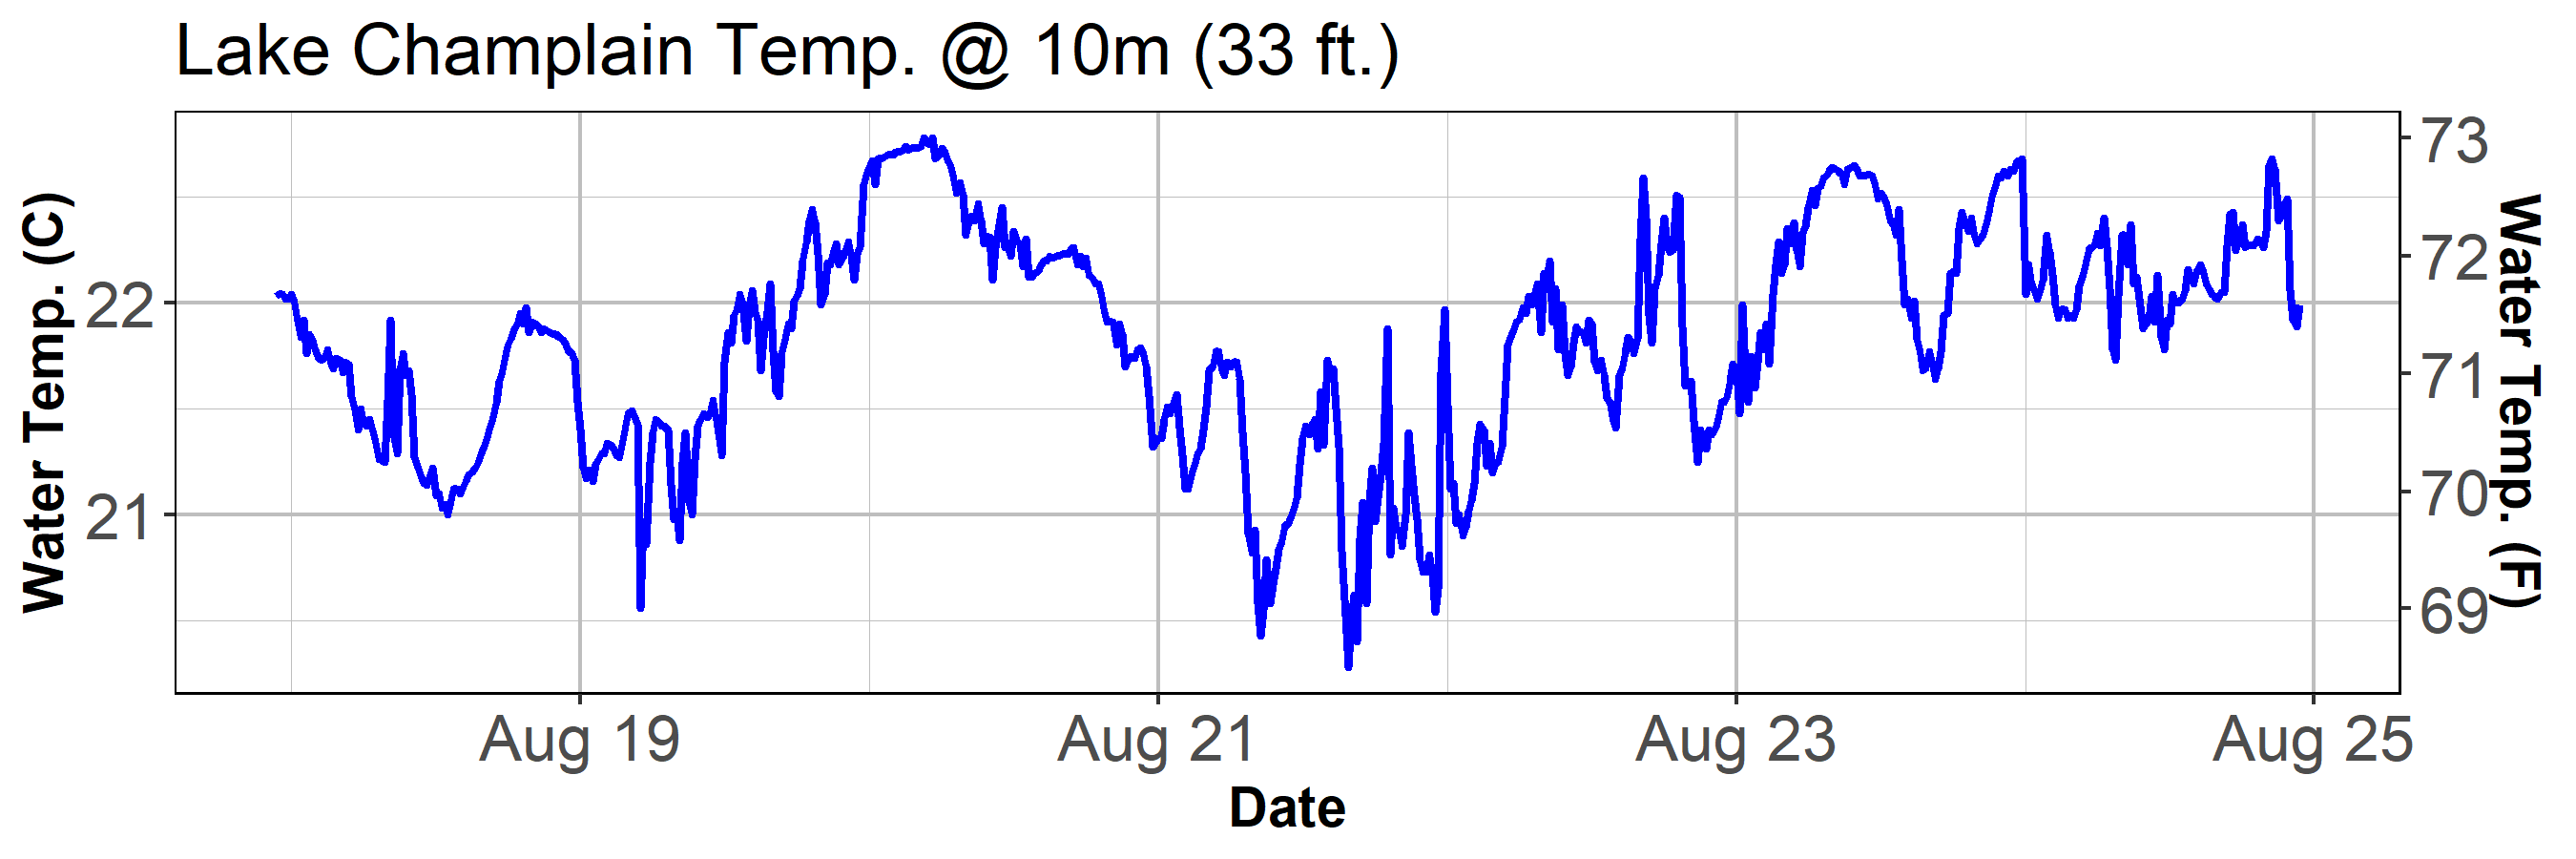 Lake Champlain Temp. @ 10m (33 ft.)
Water Temp. (C)
22
21
73
72
71
70
69
Water Temp. (F)
Aug 19 Aug 21 Aug 23 Aug 25
Date